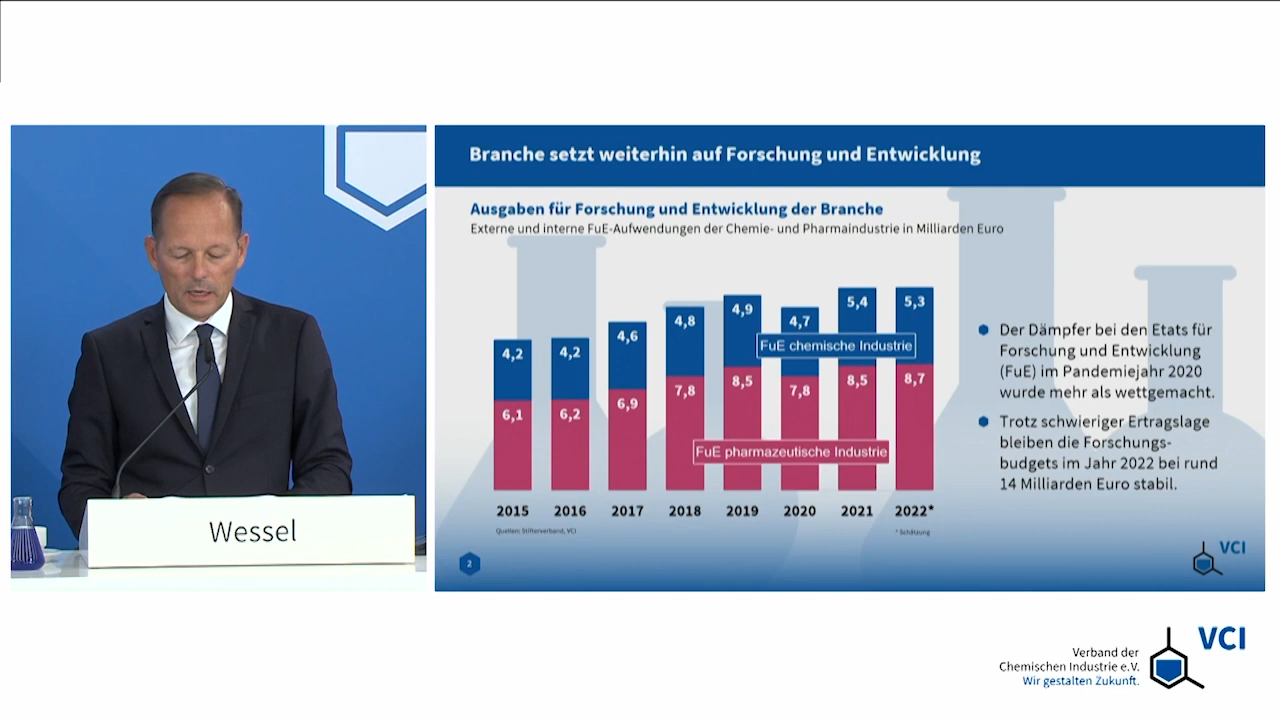 Wessel
Branche setzt weiterhin auf Forschung und Entwicklung
Ausgaben für Forschung und Entwicklung der Branche
Externe und interne FuE-Aufwendungen der Chemie- und Pharmaindustrie in Milliarden Euro
4,2 4,2 4,6 4,8 4,9 4,7 5,4 5,3
FuE chemische Industrie
6,1 6,2 6,9 7,8 8,5 7,8 8,5 8,7
FuE pharmazeutische Industrie
2015 2016 2017 2018 2019 2020 2021 2022*
Quellen: Stifterverband, VCI
* Schätzung
Der Dämpfer bei den Etats für
Forschung und Entwicklung
(FuE) im Pandemiejahr 2020
wurde mehr als wettgemacht.
Trotz schwieriger Ertragslage
bleiben die Forschungs-
budgets im Jahr 2022 bei rund
14 Milliarden Euro stabil.
2
VCI
VCI
Verband der
Chemischen Industrie e.V.
Wir gestalten Zukunft.